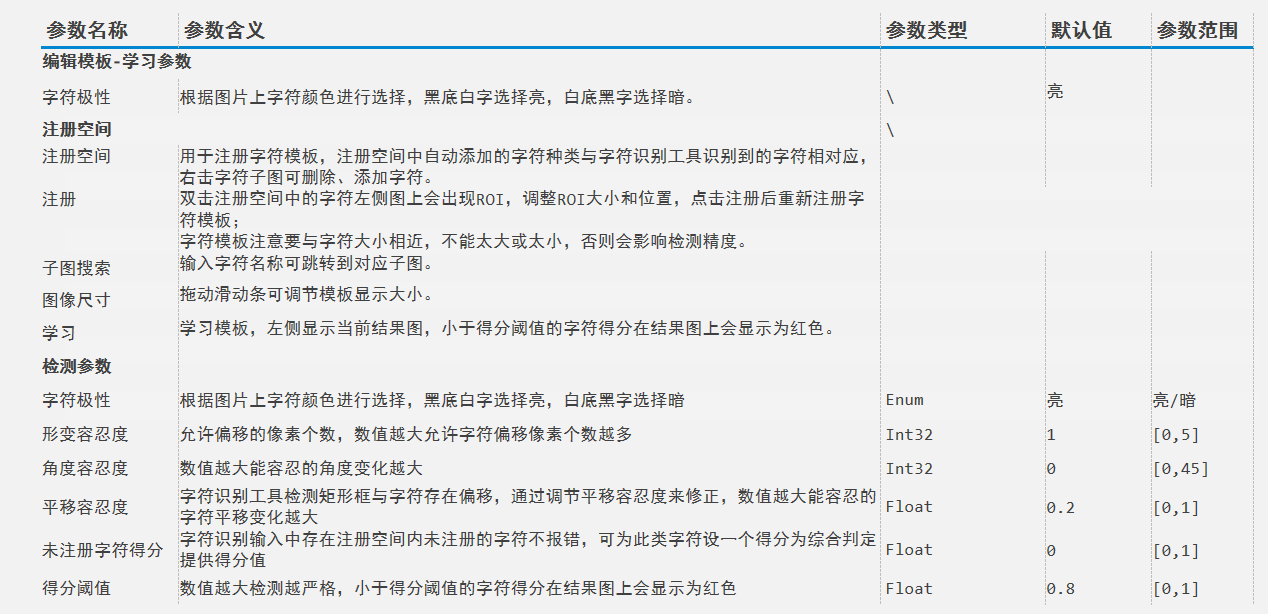 参数名称 参数含义 参数类型 默认值 参数范围
编辑模板-学习参数
字符极性 根据图片上字符颜色进行选择，黑底白字选择亮，白底黑字选择暗。 \ 亮
注册空间 \
注册空间 用于注册字符模板，注册空间中自动添加的字符种类与字符识别工具识别到的字符相对应，
右击字符子图可删除、添加字符。
注册 双击注册空间中的字符左侧图上会出现ROI，调整ROI大小和位置，点击注册后重新注册字
符模板；
字符模板注意要与字符大小相近，不能太大或太小，否则会影响检测精度。
子图搜索 输入字符名称可跳转到对应子图。
图像尺寸 拖动滑动条可调节模板显示大小。
学习 学习模板，左侧显示当前结果图，小于得分阈值的字符得分在结果图上会显示为红色。
检测参数
字符极性 根据图片上字符颜色进行选择，黑底白字选择亮，白底黑字选择暗 Enum 亮 亮/暗
形变容忍度 允许偏移的像素个数，数值越大允许字符偏移像素个数越多 Int32 1 [0,5]
角度容忍度 数值越大能容忍的角度变化越大 Int32 0 [0,45]
平移容忍度 字符识别工具检测矩形框与字符存在偏移，通过调节平移容忍度来修正，数值越大能容忍的 Float 0.2 [0,1]
字符平移变化越大
未注册字符得分 字符识别输入中存在注册空间内未注册的字符不报错，可为此类字符设一个得分为综合判定 Float 0 [0,1]
提供得分值
得分阈值 数值越大检测越严格，小于得分阈值的字符得分在结果图上会显示为红色 Float 0.8 [0,1]